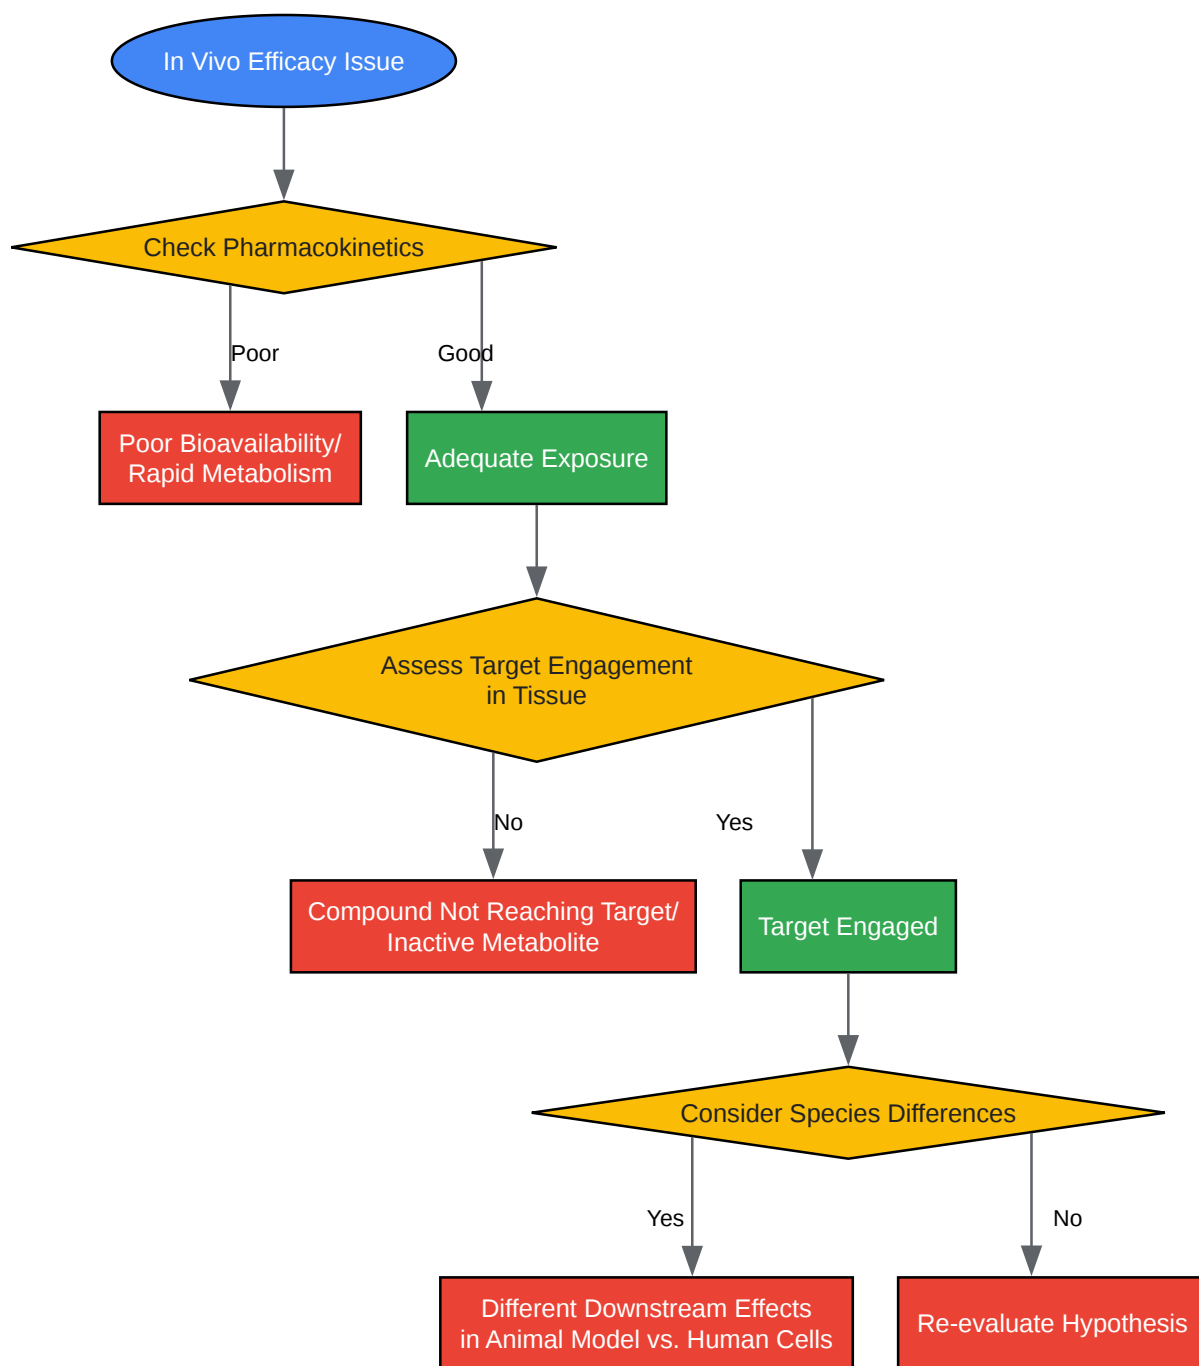 In Vivo Efficacy Issue
Check Pharmacokinetics
Poor
Good
Poor Bioavailability/
Rapid Metabolism
Adequate Exposure
Assess Target Engagement
in Tissue
No
Yes
Compound Not Reaching Target/
Inactive Metabolite
Target Engaged
Consider Species Differences
Yes
No
Different Downstream Effects
in Animal Model vs. Human Cells
Re-evaluate Hypothesis